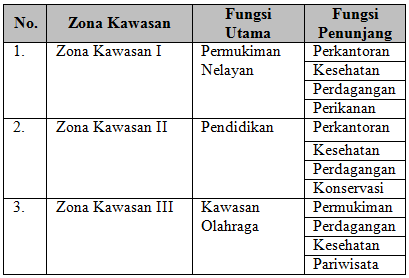 No. Zona Kawasan Fungsi Utama Fungsi Penunjang
1. Zona Kawasan I Permukiman Nelayan Perkantoran
Kesehatan
Perdagangan
Perikanan
2. Zona Kawasan II Pendidikan Perkantoran
Kesehatan
Perdagangan
Konservasi
3. Zona Kawasan III Kawasan Olahraga Permukiman
Perdagangan
Kesehatan
Pariwisata